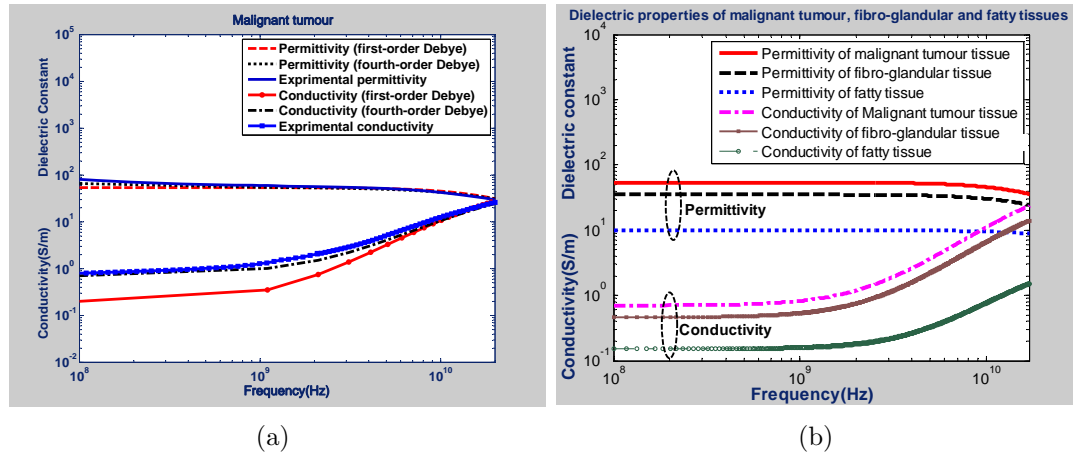 Malignant tumour
10^5
10^4
10^3
10^2
10^1
10^0
10^-1
10^-2
Conductivity(S/m) Dielectric Constant
Permittivity (first-order Debye)
Permittivity (fourth-order Debye)
Exprimental permittivity
Conductivity (first-order Debye)
Conductivity (fourth-order Debye)
Exprimental conductivity
10^8 10^9 10^10
Frequency(Hz)
(a)
Dielectric properties of malignant tumour, fibro-glandular and fatty tissues
10^4
10^3
10^2
10^1
10^0
10^-1
Conductivity(S/m) Dielectric constant
Permittivity of malignant tumour tissue
Permittivity of fibro-glandular tissue
Permittivity of fatty tissue
Conductivity of Malignant tumour tissue
Conductivity of fibro-glandular tissue
Conductivity of fatty tissue
Permittivity
Conductivity
10^8 10^9 10^10
Frequency(Hz)
(b)